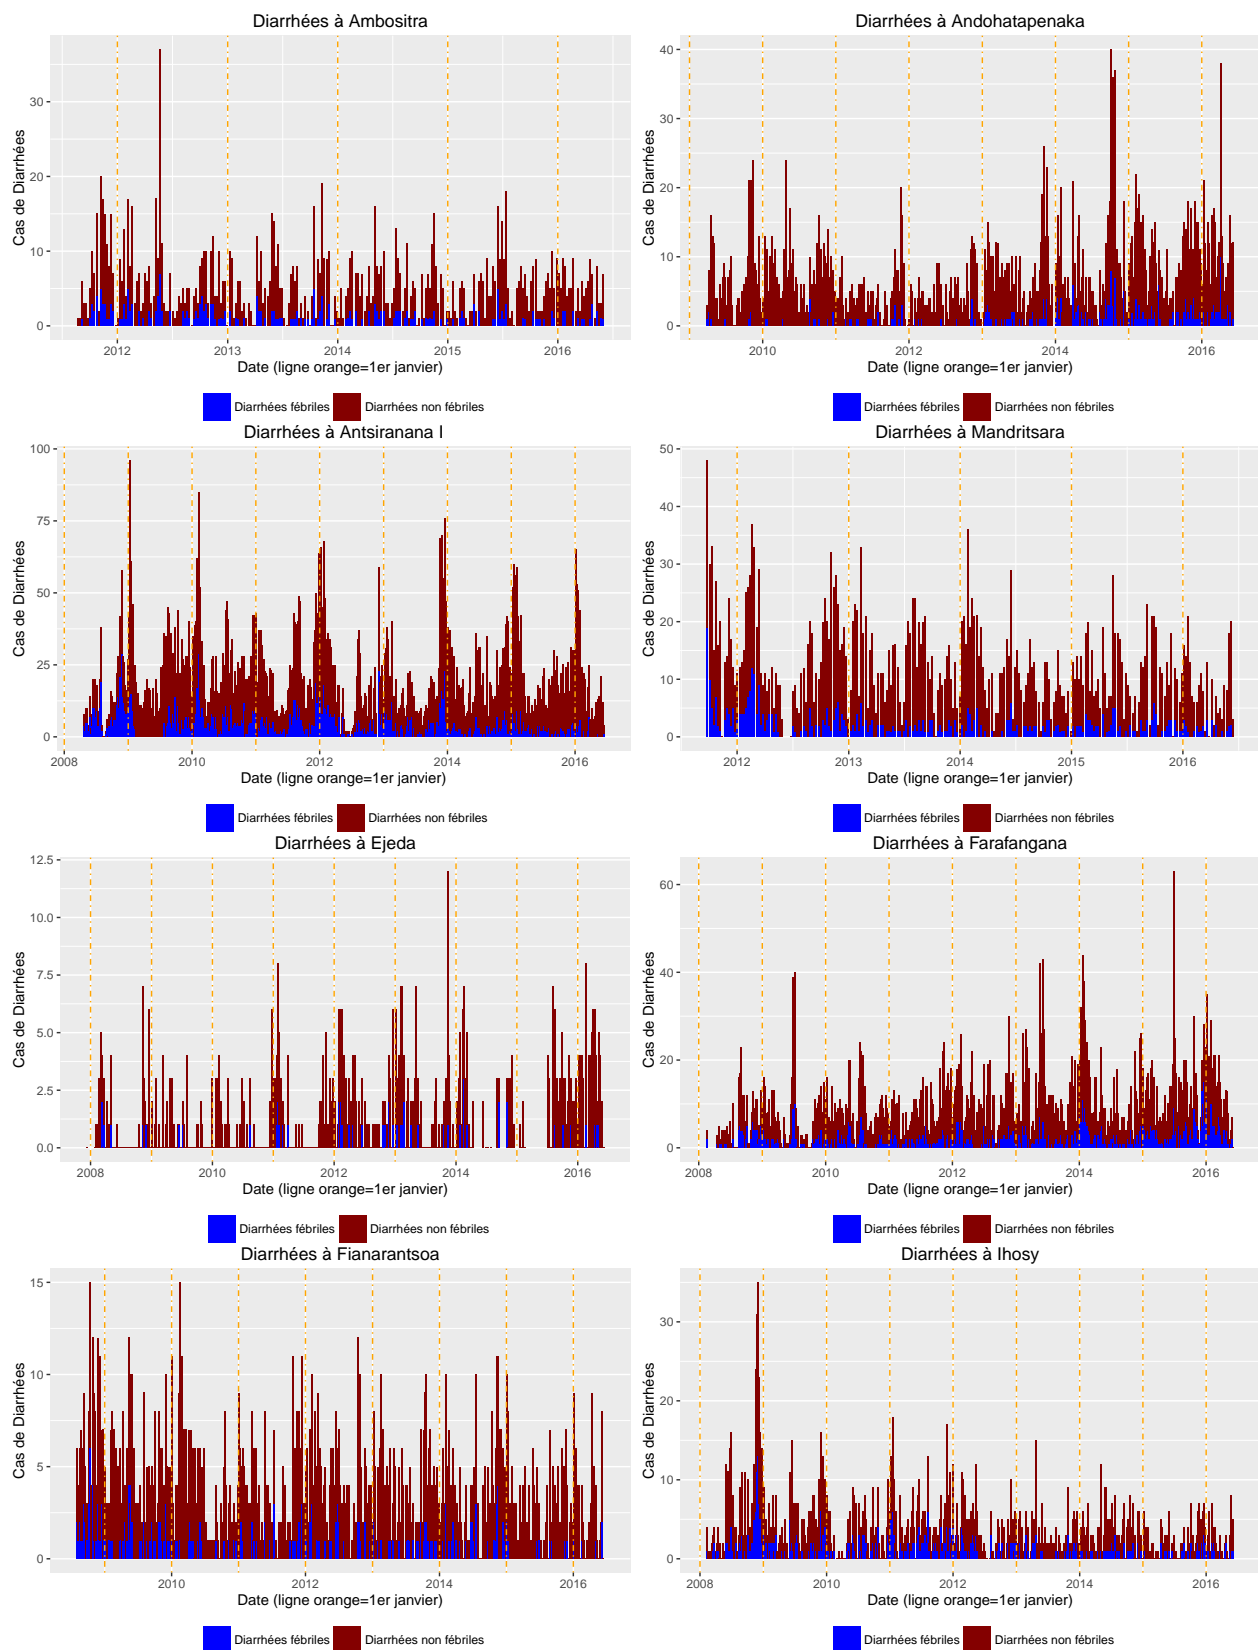 Diarrhées à Ambositra
Cas de Diarrhées
30
20
10
0
2012 2013 2014 2015 2016
Date (ligne orange=1er janvier)
Diarrhées fébriles Diarrhées non fébriles
Diarrhées à Andohatapenaka
Cas de Diarrhées
40
30
20
10
0
2010 2012 2014 2016
Date (ligne orange=1er janvier)
Diarrhées fébriles Diarrhées non fébriles
Diarrhées à Antsiranana I
Cas de Diarrhées
100
75
50
25
0
2008 2010 2012 2014 2016
Date (ligne orange=1er janvier)
Diarrhées fébriles Diarrhées non fébriles
Diarrhées à Mandritsara
Cas de Diarrhées
50
40
30
20
10
0
2012 2013 2014 2015 2016
Date (ligne orange=1er janvier)
Diarrhées fébriles Diarrhées non fébriles
Diarrhées à Ejeda
Cas de Diarrhées
12.5
10.0
7.5
5.0
2.5
0.0
2008 2010 2012 2014 2016
Date (ligne orange=1er janvier)
Diarrhées fébriles Diarrhées non fébriles
Diarrhées à Farafangana
Cas de Diarrhées
60
40
20
0
2008 2010 2012 2014 2016
Date (ligne orange=1er janvier)
Diarrhées fébriles Diarrhées non fébriles
Diarrhées à Fianarantsoa
Cas de Diarrhées
15
10
5
0
2010 2012 2014 2016
Date (ligne orange=1er janvier)
Diarrhées fébriles Diarrhées non fébriles
Diarrhées à Ihosy
Cas de Diarrhées
30
20
10
0
2008 2010 2012 2014 2016
Date (ligne orange=1er janvier)
Diarrhées fébriles Diarrhées non fébriles